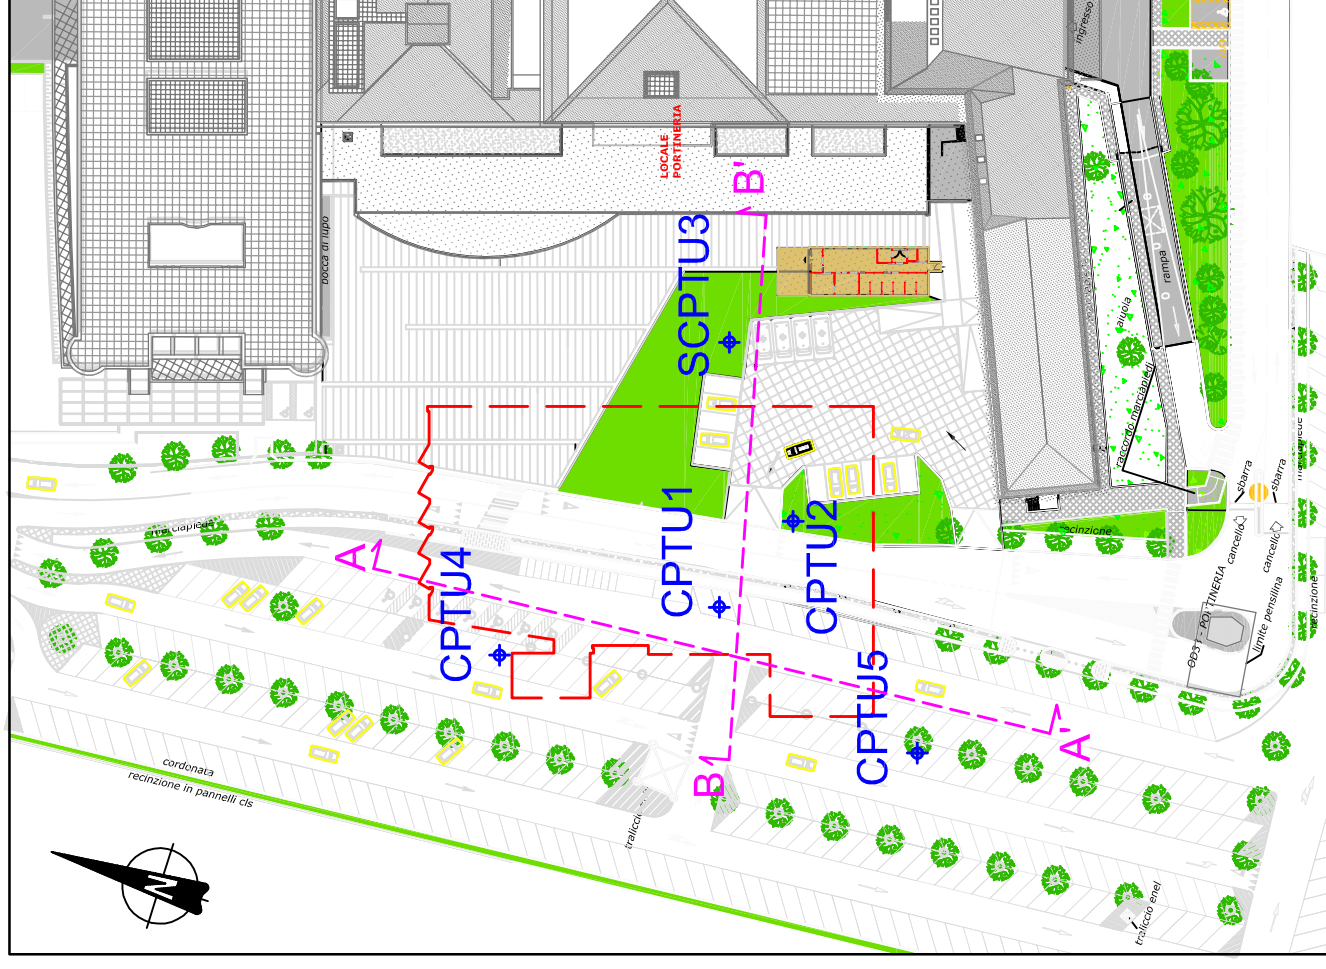 ingresso
LOCALE
PORTINERIA
B'
bocca di lupo
SCPTU3
rampa
aiuola
raccordo marciapiedi
marciapiede
sbarra
sbarra
marciapiede
recinzione
CPTU1
CPTU2
A
CPTU4
cancello
cancello
limite pensilina
recinzione
CPTU5
A'
B
cordonata
recinzione in pannelli cls
traliccio
traliccio enel
N